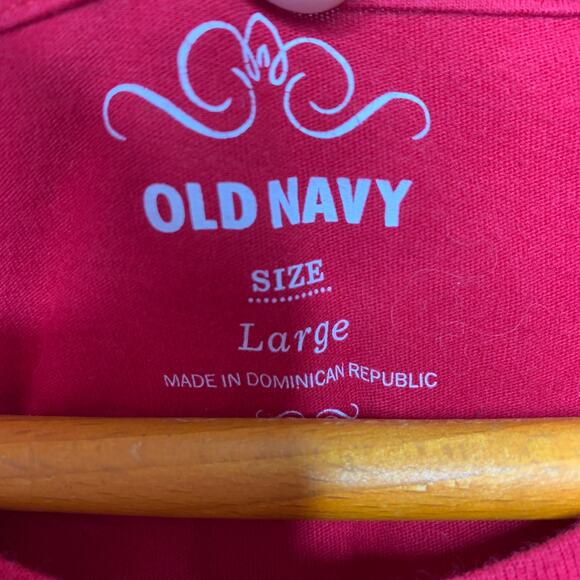 OLD NAVY
SIZE
Large
MADE IN DOMINICAN REPUBLIC